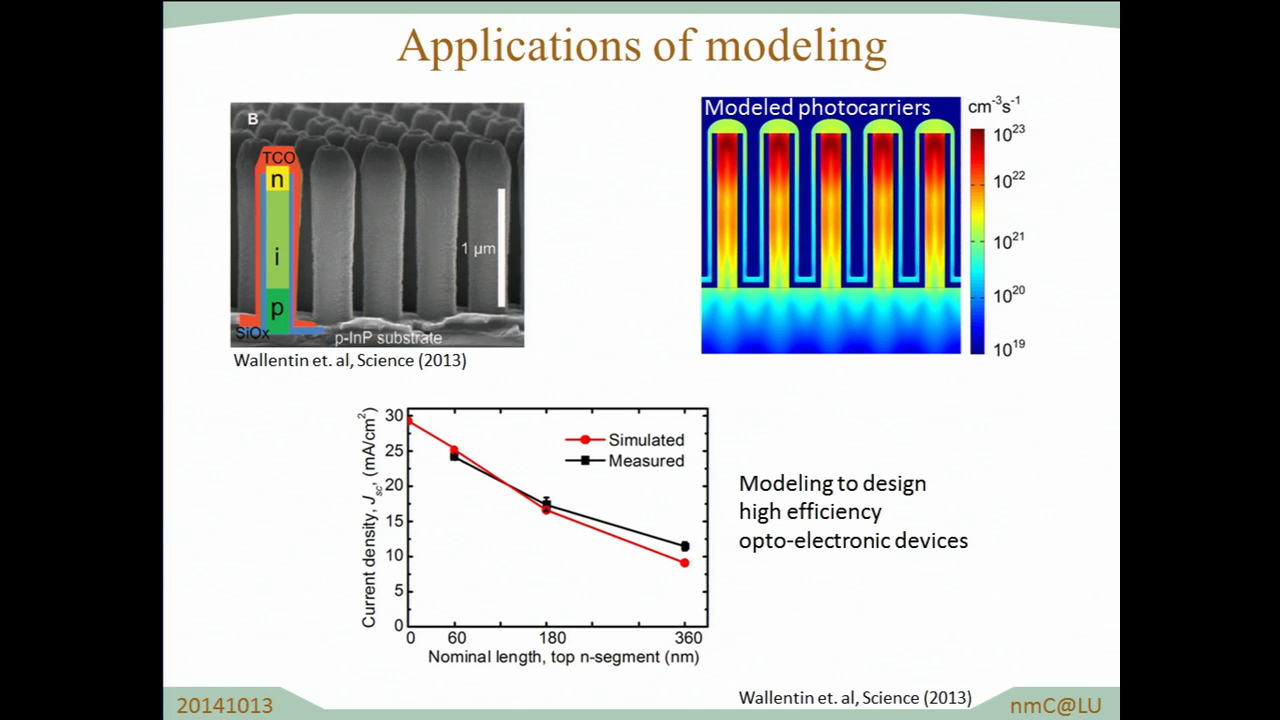 Applications of modeling
B
TCO
n
i
p
SiOx
1 µm
p-InP substrate
Wallentin et. al, Science (2013)
Modeled photocarriers
cm⁻³s⁻¹
10²³
10²²
10²¹
10²⁰
10¹⁹
Current density, Jsc, (mA/cm²)
30
25
20
15
10
5
0
Simulated
Measured
0 60 180 360
Nominal length, top n-segment (nm)
Modeling to design
high efficiency
opto-electronic devices
Wallentin et. al, Science (2013)
20141013
nmC@LU